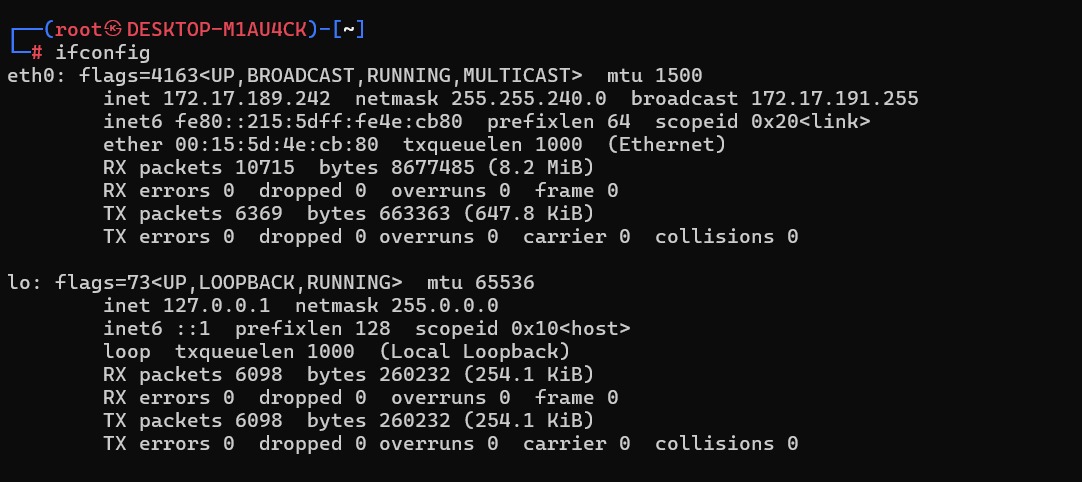 ┌──(root㉿DESKTOP-M1AU4CK)-[~]
└─# ifconfig
eth0: flags=4163<UP,BROADCAST,RUNNING,MULTICAST>  mtu 1500
        inet 172.17.189.242  netmask 255.255.240.0  broadcast 172.17.191.255
        inet6 fe80::215:5dff:fe4e:cb80  prefixlen 64  scopeid 0x20<link>
        ether 00:15:5d:4e:cb:80  txqueuelen 1000  (Ethernet)
        RX packets 10715  bytes 8677485 (8.2 MiB)
        RX errors 0  dropped 0  overruns 0  frame 0
        TX packets 6369  bytes 663363 (647.8 KiB)
        TX errors 0  dropped 0 overruns 0  carrier 0  collisions 0

lo: flags=73<UP,LOOPBACK,RUNNING>  mtu 65536
        inet 127.0.0.1  netmask 255.0.0.0
        inet6 ::1  prefixlen 128  scopeid 0x10<host>
        loop  txqueuelen 1000  (Local Loopback)
        RX packets 6098  bytes 260232 (254.1 KiB)
        RX errors 0  dropped 0  overruns 0  frame 0
        TX packets 6098  bytes 260232 (254.1 KiB)
        TX errors 0  dropped 0 overruns 0  carrier 0  collisions 0